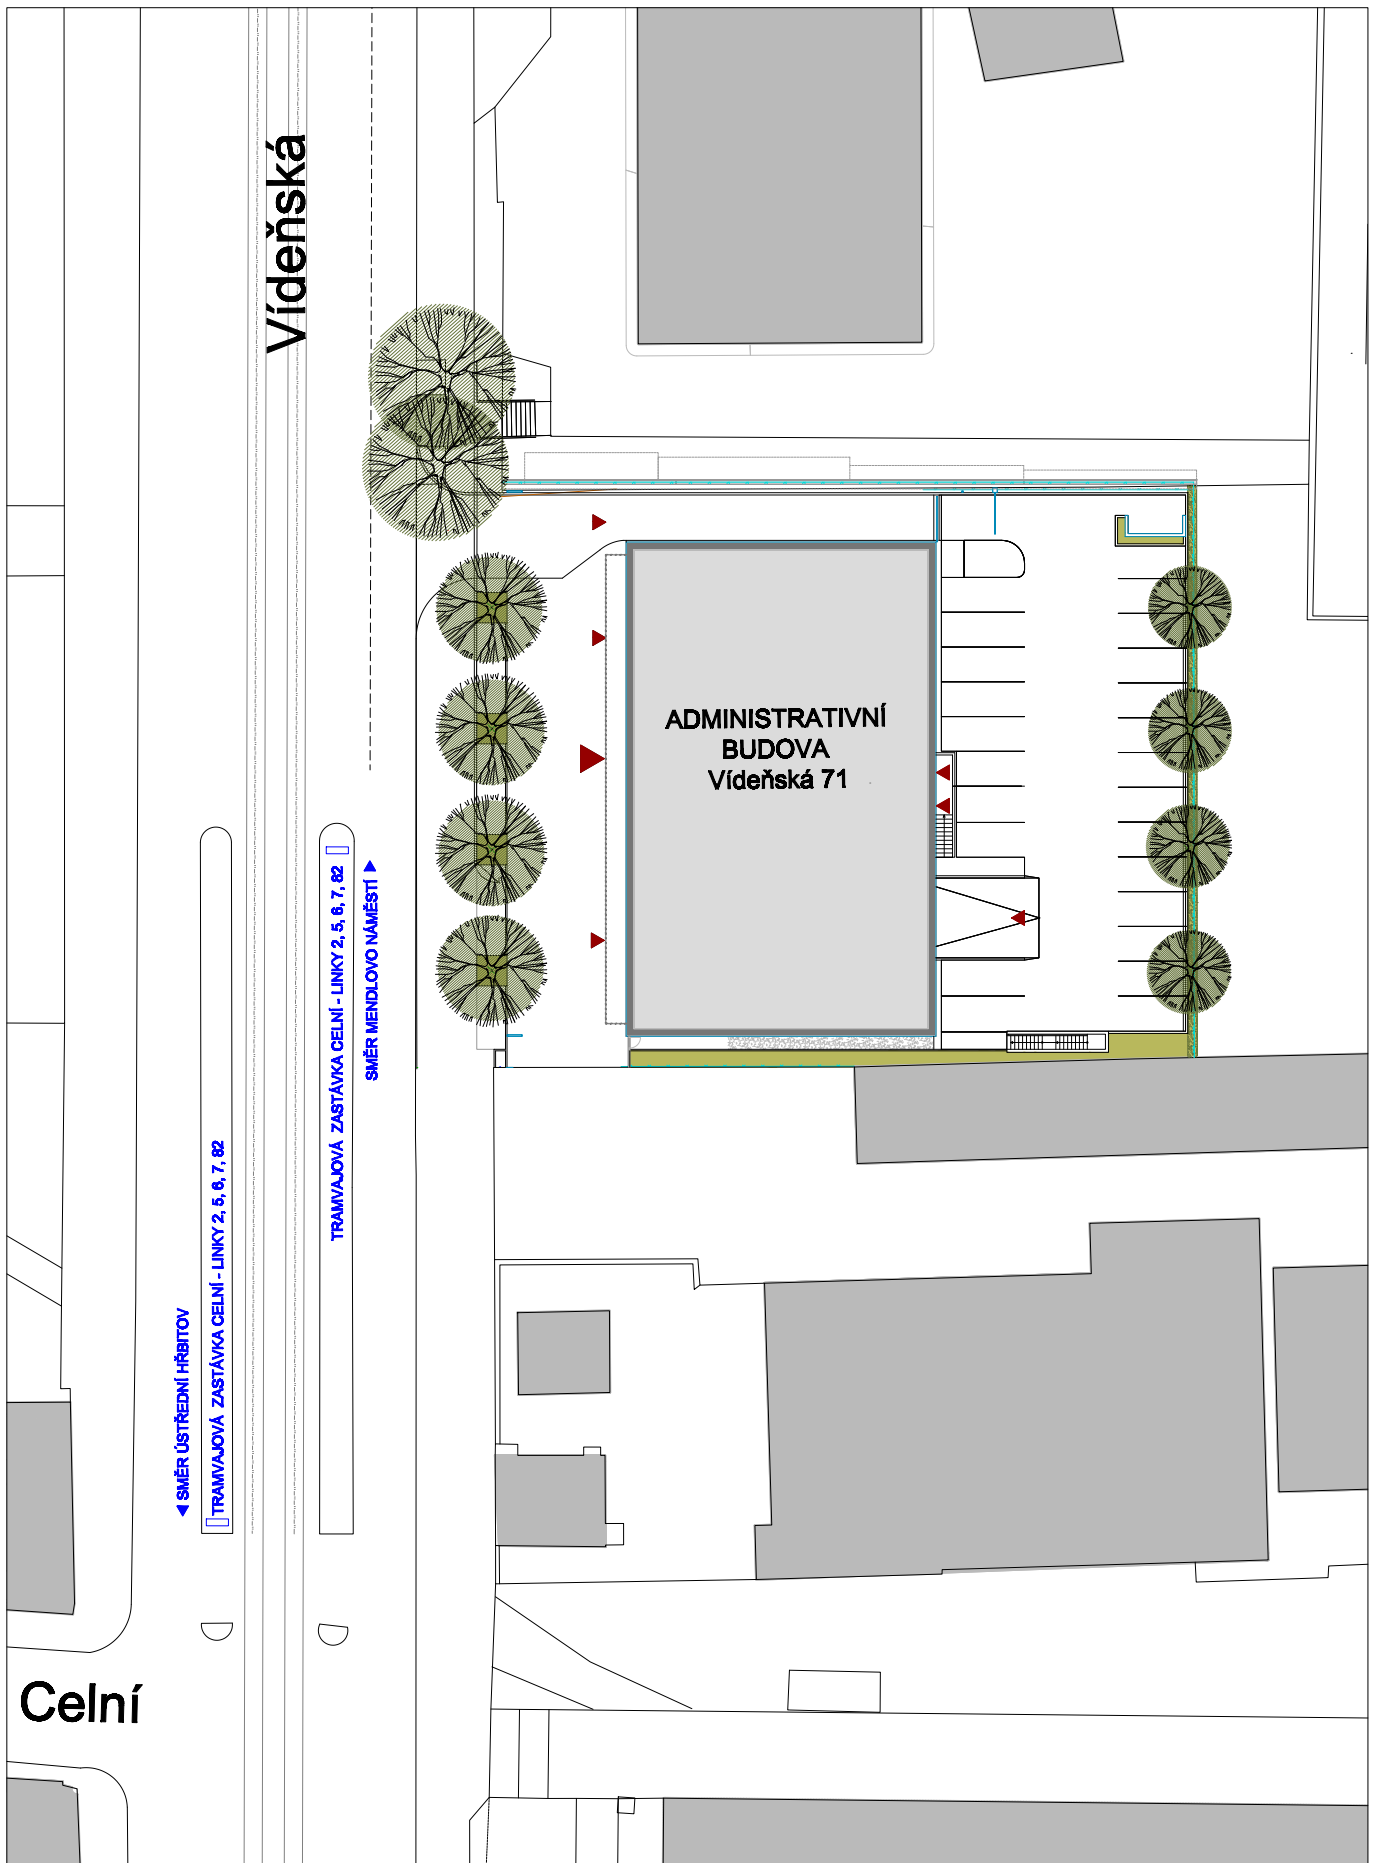 Vídeňská
ADMINISTRATIVNÍ
BUDOVA
Vídeňská 71
TRAMVAJOVÁ ZASTÁVKA CELNÍ - LINKY 2, 5, 6, 7, 82
SMĚR MENDLOVO NÁMĚSTÍ
SMĚR ÚSTŘEDNÍ HŘBITOV
TRAMVAJOVÁ ZASTÁVKA CELNÍ - LINKY 2, 5, 6, 7, 82
Celní